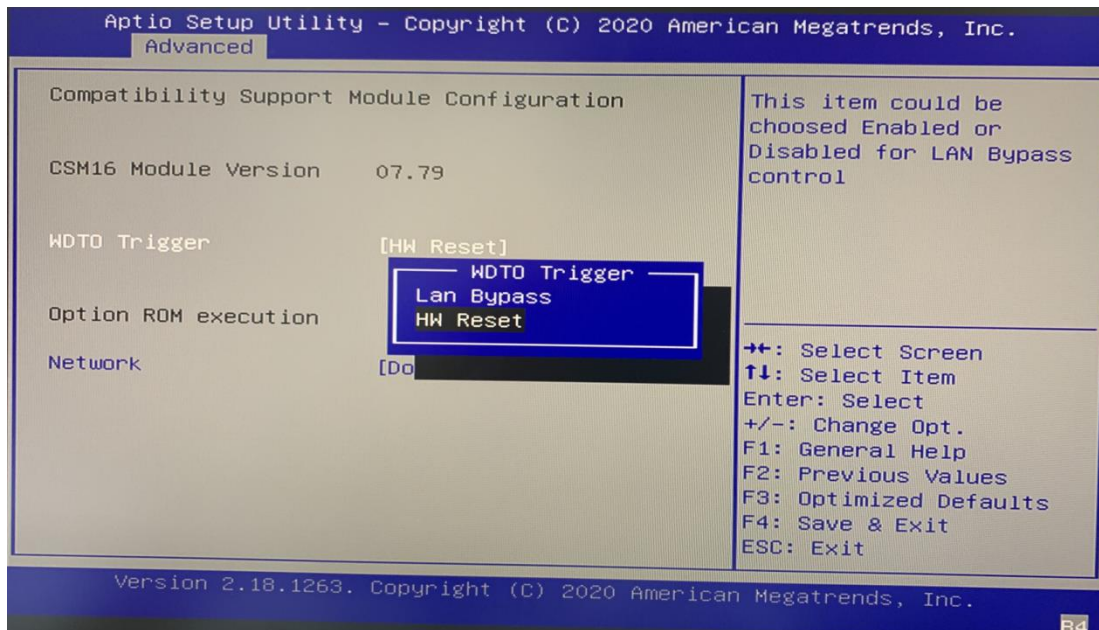 Aptio Setup Utility – Copyright (C) 2020 American Megatrends, Inc.
Advanced
Compatibility Support Module Configuration
CSM16 Module Version 07.79
WDTO Trigger [HW Reset]
WDTO Trigger
Lan Bypass
HW Reset
Option ROM execution
Network [Do
This item could be
choosed Enabled or
Disabled for LAN Bypass
control
→←: Select Screen
↑↓: Select Item
Enter: Select
+/-: Change Opt.
F1: General Help
F2: Previous Values
F3: Optimized Defaults
F4: Save & Exit
ESC: Exit
Version 2.18.1263. Copyright (C) 2020 American Megatrends, Inc.
B4